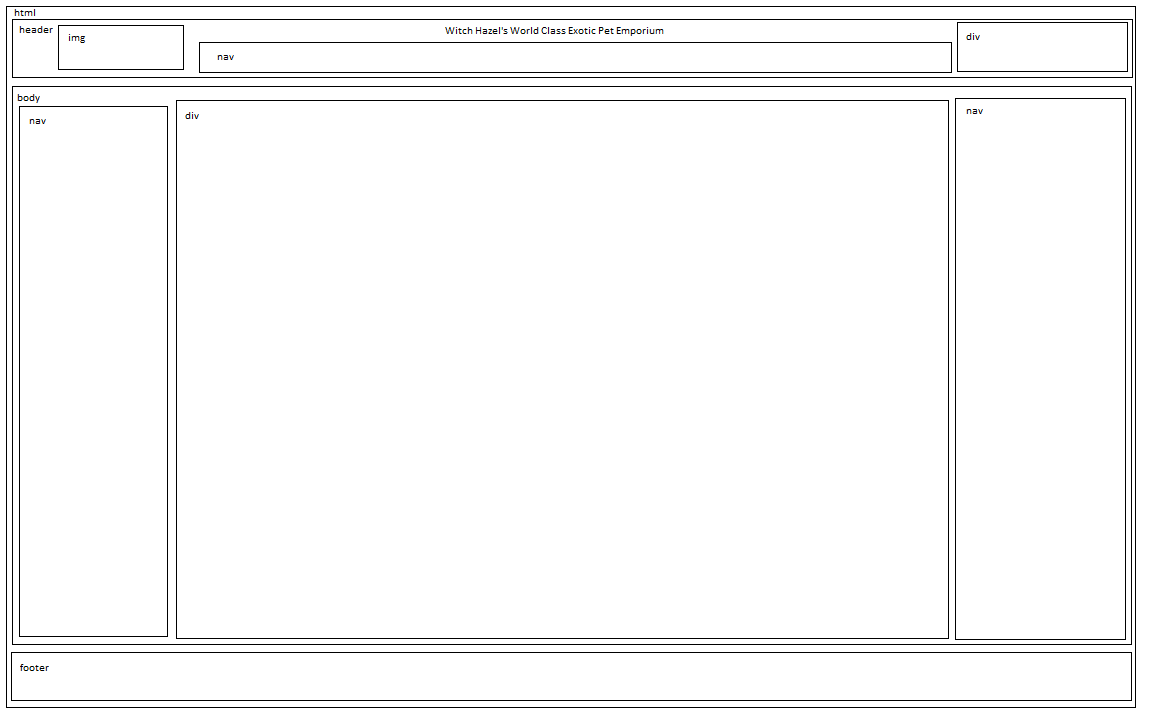 html
header
img
Witch Hazel's World Class Exotic Pet Emporium
nav
div
body
nav
div
nav
footer